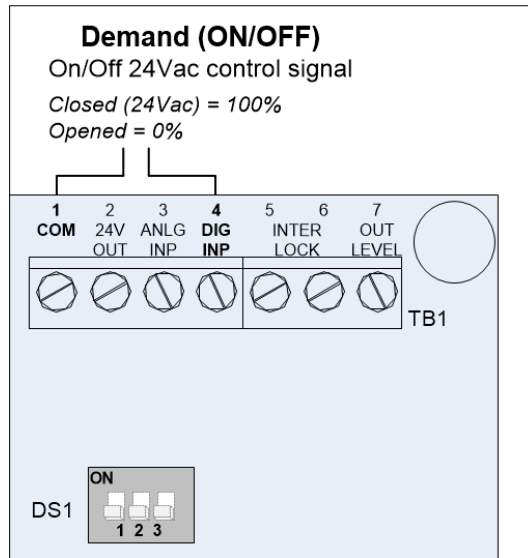 Demand (ON/OFF)
On/Off 24Vac control signal
Closed (24Vac) = 100%
Opened = 0%
1 2 3 4 5 6 7
COM 24V ANLG DIG INTER OUT
OUT INP INP LOCK LEVEL
TB1
ON
DS1
1 2 3